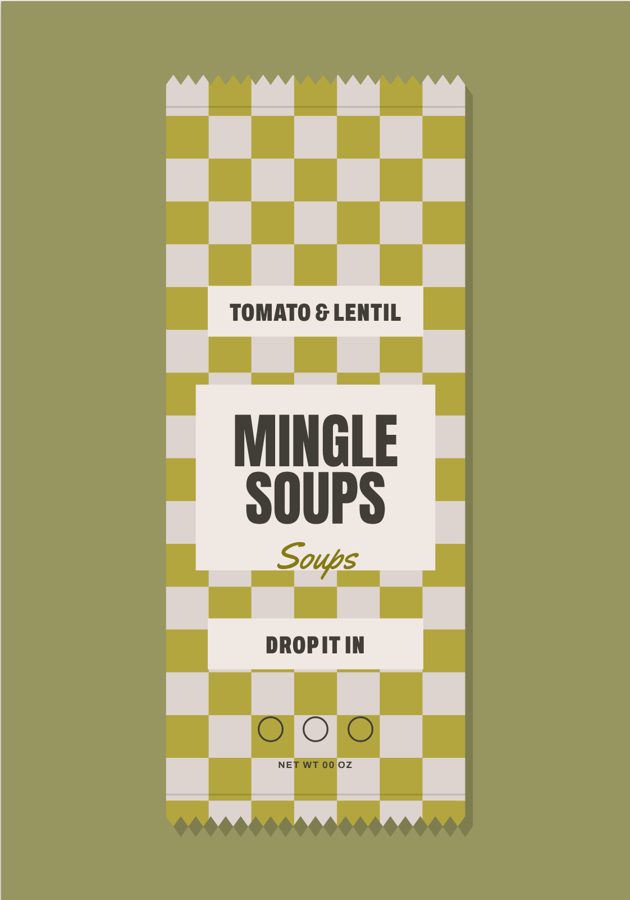 TOMATO & LENTIL
MINGLE
SOUPS
Soups
DROP IT IN
NET WT 00 OZ